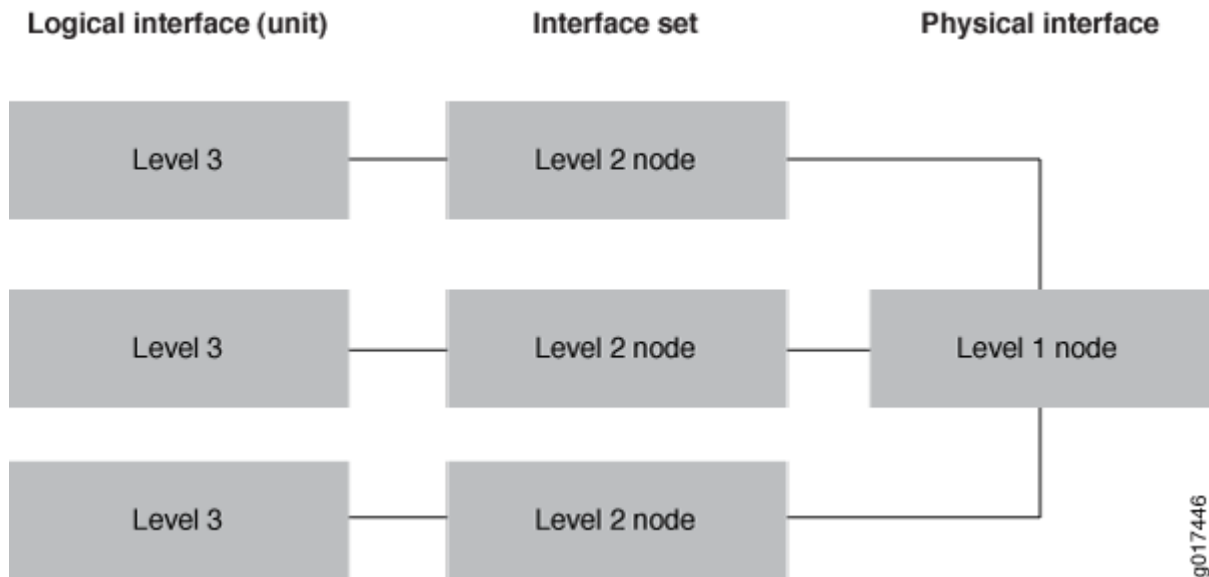 Logical interface (unit) Interface set Physical interface
Level 3 Level 2 node
Level 3 Level 2 node Level 1 node
Level 3 Level 2 node
g017446